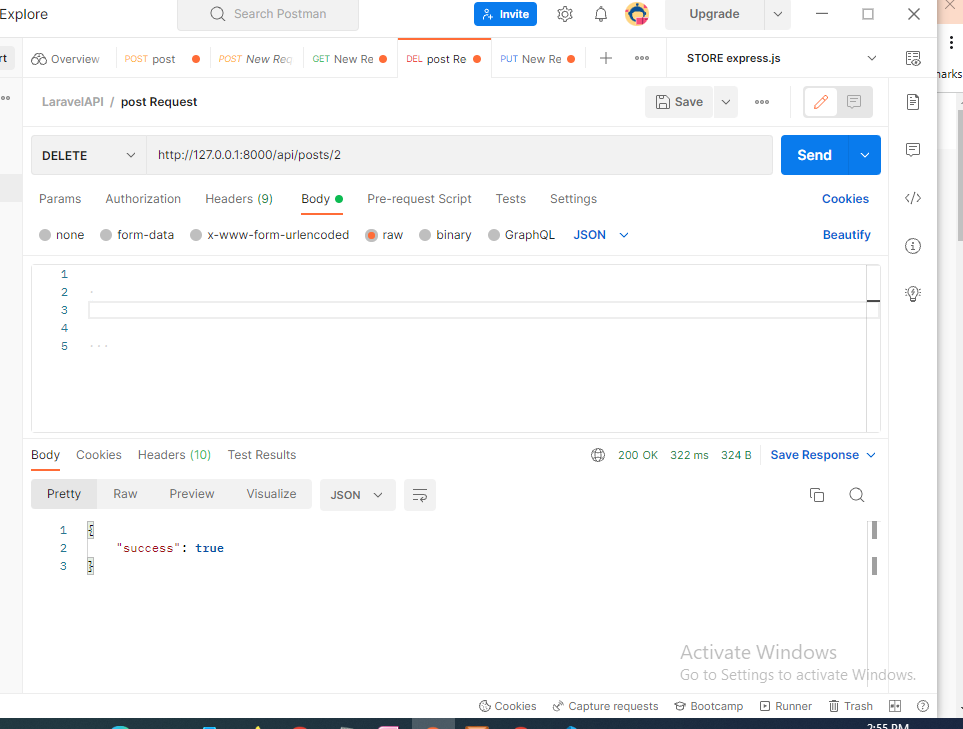 Explore
Search Postman
Invite
Upgrade
rt
Overview
POST post
POST New Req
GET New Re
DEL post Re
PUT New Re
STORE express.js
arks
LaravelAPI / post Request
Save
DELETE
http://127.0.0.1:8000/api/posts/2
Send
Params
Authorization
Headers (9)
Body
Pre-request Script
Tests
Settings
Cookies
none
form-data
x-www-form-urlencoded
raw
binary
GraphQL
JSON
Beautify
1
2
3
4
5
Body
Cookies
Headers (10)
Test Results
200 OK
322 ms
324 B
Save Response
Pretty
Raw
Preview
Visualize
JSON
1 {
2 "success": true
3 }
Activate Windows
Go to Settings to activate Windows.
Cookies
Capture requests
Bootcamp
Runner
Trash
2:55 PM